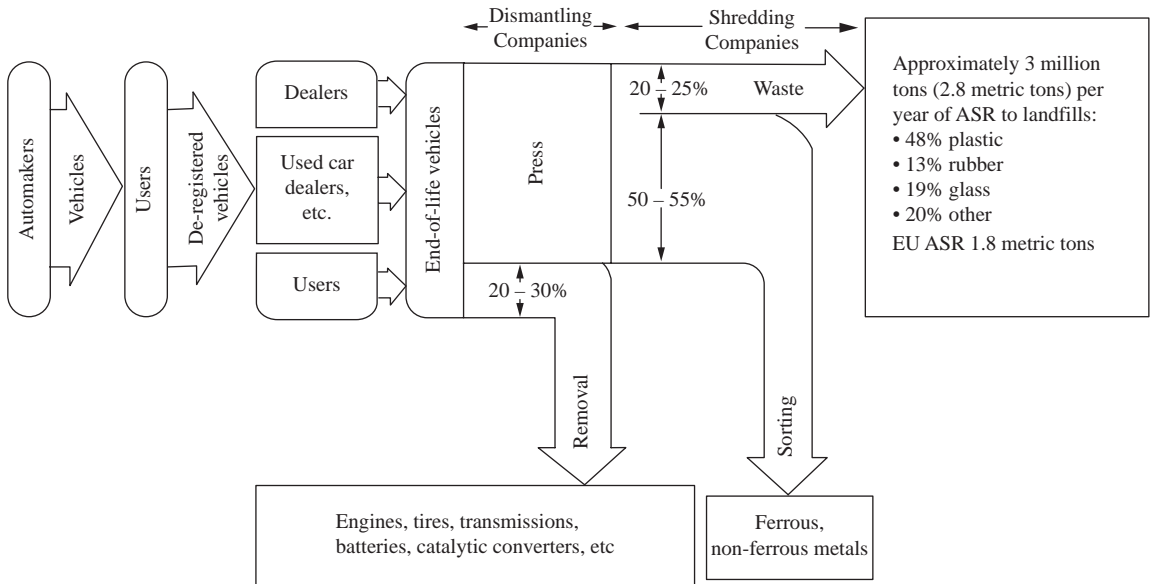 Dismantling
Companies
Shredding
Companies
Automakers
Vehicles
Users
De-registered
vehicles
Dealers
Used car
dealers,
etc.
Users
End-of-life vehicles
Press
20 – 25%
Waste
50 – 55%
20 – 30%
Removal
Sorting
Approximately 3 million
tons (2.8 metric tons) per
year of ASR to landfills:
• 48% plastic
• 13% rubber
• 19% glass
• 20% other
EU ASR 1.8 metric tons
Engines, tires, transmissions,
batteries, catalytic converters, etc
Ferrous,
non-ferrous metals